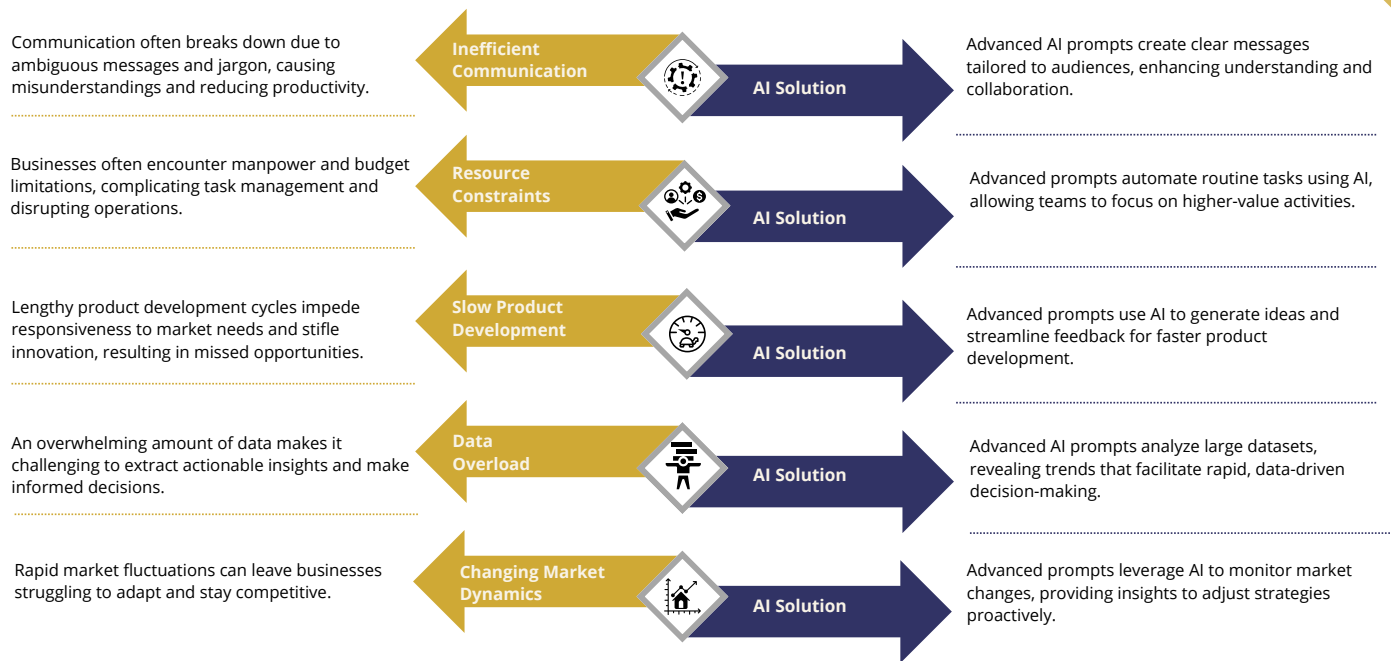 Communication often breaks down due to
ambiguous messages and jargon, causing
misunderstandings and reducing productivity.
Inefficient
Communication
AI Solution
Advanced AI prompts create clear messages
tailored to audiences, enhancing understanding and
collaboration.
Businesses often encounter manpower and budget
limitations, complicating task management and
disrupting operations.
Resource
Constraints
AI Solution
Advanced prompts automate routine tasks using AI,
allowing teams to focus on higher-value activities.
Lengthy product development cycles impede
responsiveness to market needs and stifle
innovation, resulting in missed opportunities.
Slow Product
Development
AI Solution
Advanced prompts use AI to generate ideas and
streamline feedback for faster product
development.
An overwhelming amount of data makes it
challenging to extract actionable insights and make
informed decisions.
Data
Overload
AI Solution
Advanced AI prompts analyze large datasets,
revealing trends that facilitate rapid, data-driven
decision-making.
Rapid market fluctuations can leave businesses
struggling to adapt and stay competitive.
Changing Market
Dynamics
AI Solution
Advanced prompts leverage AI to monitor market
changes, providing insights to adjust strategies
proactively.